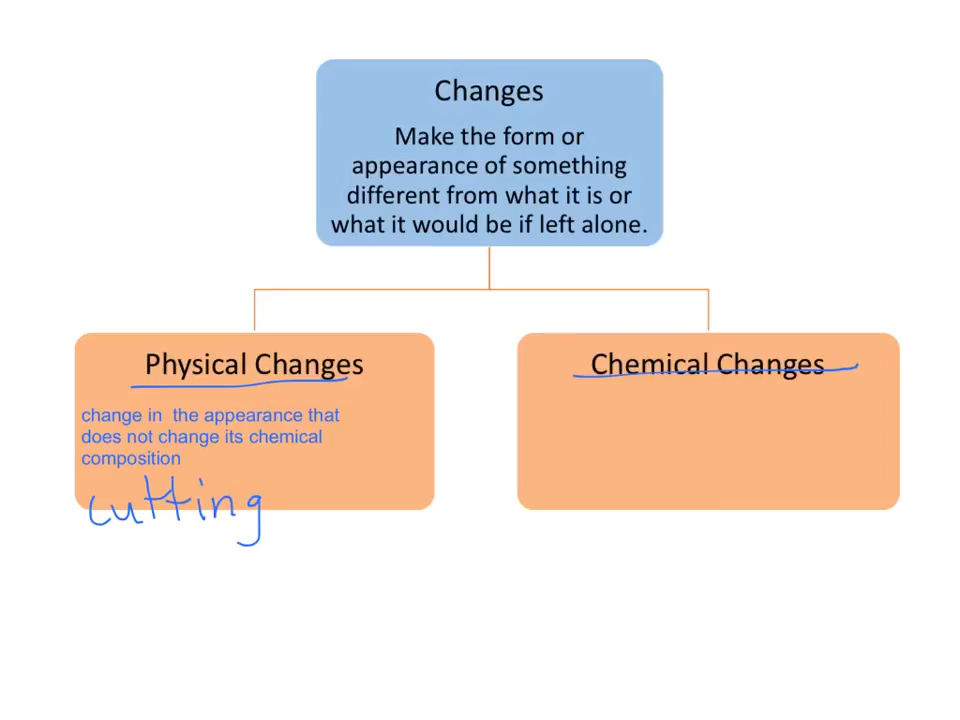 Changes
Make the form or
appearance of something
different from what it is or
what it would be if left alone.
Physical Changes
change in the appearance that
does not change its chemical
composition
cutting
Chemical Changes